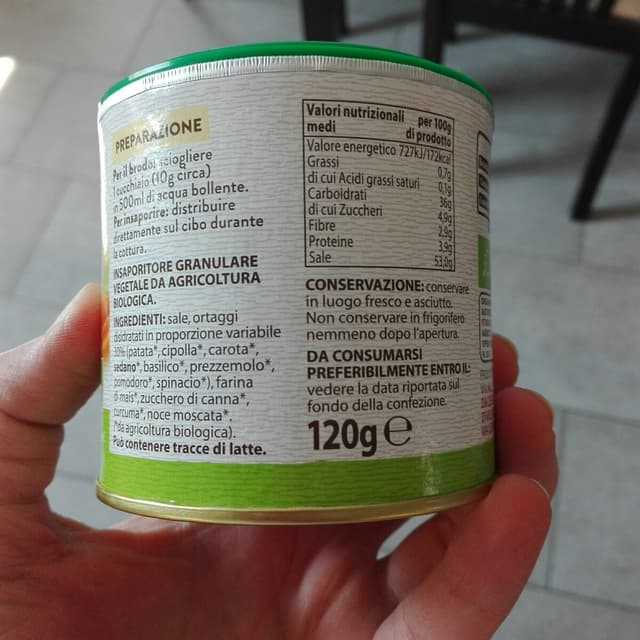 PREPARAZIONE
Per il brodo: sciogliere
1 cucchiaio (10g circa)
in 500ml di acqua bollente.
Per insaporire: distribuire
direttamente sul cibo durante
la cottura.
INSAPORITORE GRANULARE
VEGETALE DA AGRICOLTURA
BIOLOGICA.
INGREDIENTI: sale, ortaggi
disidratati in proporzione variabile
30% (patata*, cipolla*, carota*,
sedano*, basilico*, prezzemolo*,
pomodoro*, spinacio*), farina
di mais*, zucchero di canna*,
curcuma*, noce moscata*.
(*da agricoltura biologica).
Può contenere tracce di latte.
Valori nutrizionali medi per 100g di prodotto
Valore energetico 727kJ/172kcal
Grassi 0,7g
di cui Acidi grassi saturi 0,1g
Carboidrati 36g
di cui Zuccheri 4,9g
Fibre 2,9g
Proteine 3,9g
Sale 53,0g
CONSERVAZIONE: conservare
in luogo fresco e asciutto.
Non conservare in frigorifero
nemmeno dopo l'apertura.
DA CONSUMARSI
PREFERIBILMENTE ENTRO IL:
vedere la data riportata sul
fondo della confezione.
120g e